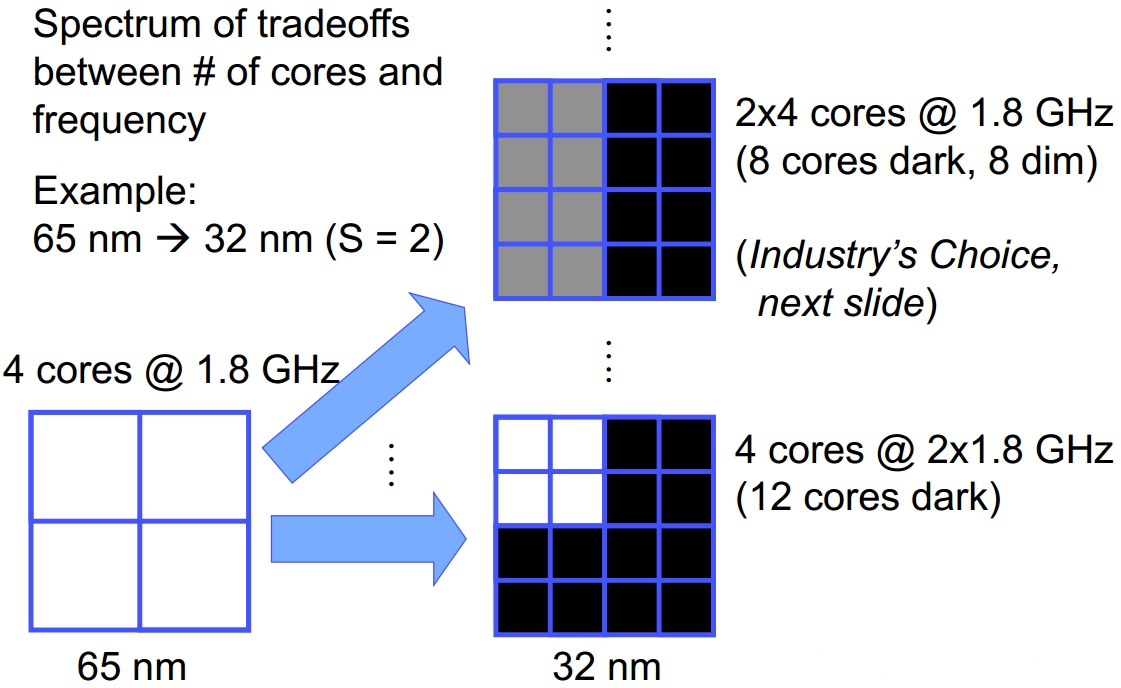 Spectrum of tradeoffs
between # of cores and
frequency
Example:
65 nm → 32 nm (S = 2)
4 cores @ 1.8 GHz
65 nm
2x4 cores @ 1.8 GHz
(8 cores dark, 8 dim)
(Industry’s Choice,
next slide)
4 cores @ 2x1.8 GHz
(12 cores dark)
32 nm